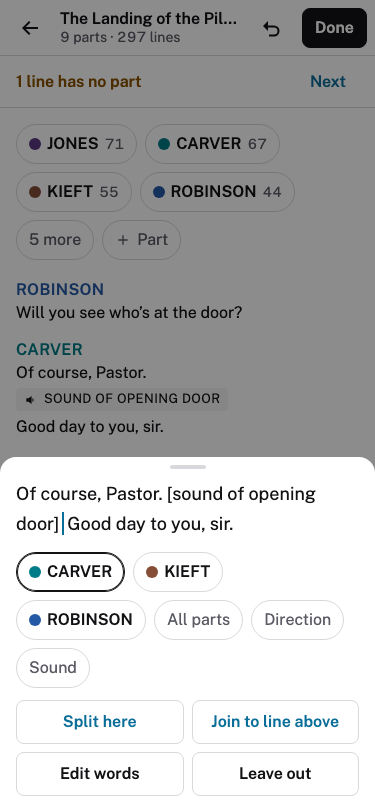 The Landing of the Pil...
9 parts · 297 lines
Done
1 line has no part
Next
JONES 71
CARVER 67
KIEFT 55
ROBINSON 44
5 more
+ Part
ROBINSON
Will you see who’s at the door?
CARVER
Of course, Pastor.
SOUND OF OPENING DOOR
Good day to you, sir.
Of course, Pastor. [sound of opening
door] Good day to you, sir.
CARVER
KIEFT
ROBINSON
All parts
Direction
Sound
Split here
Join to line above
Edit words
Leave out